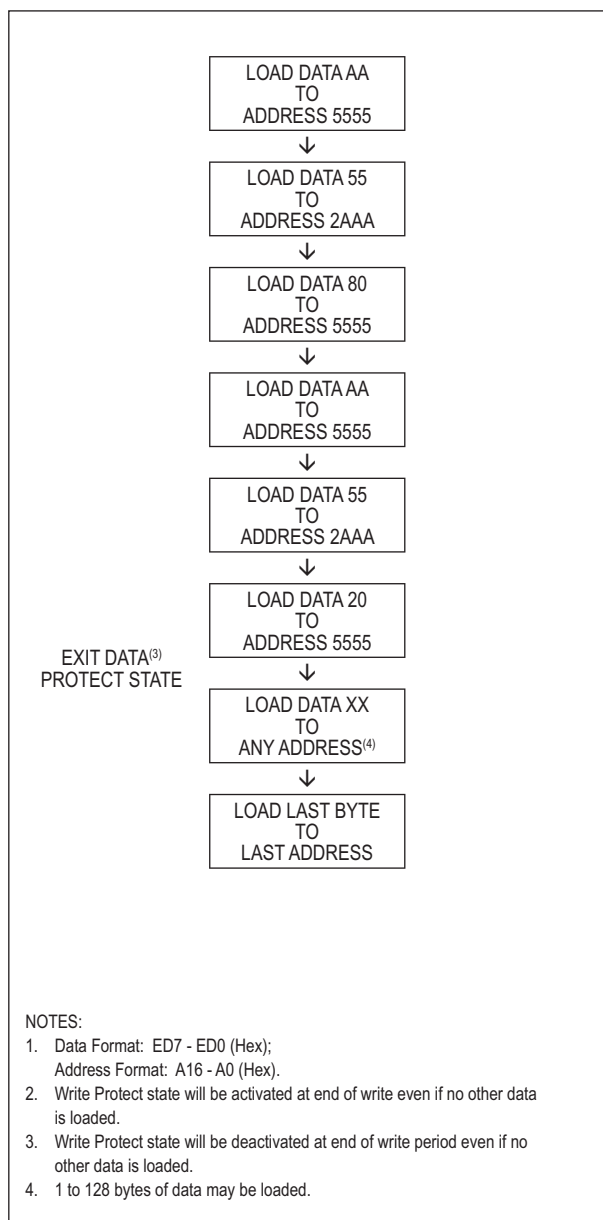 LOAD DATA AA
TO
ADDRESS 5555
LOAD DATA 55
TO
ADDRESS 2AAA
LOAD DATA 80
TO
ADDRESS 5555
LOAD DATA AA
TO
ADDRESS 5555
LOAD DATA 55
TO
ADDRESS 2AAA
LOAD DATA 20
TO
ADDRESS 5555
EXIT DATA(3)
PROTECT STATE
LOAD DATA XX
TO
ANY ADDRESS(4)
LOAD LAST BYTE
TO
LAST ADDRESS
NOTES:
1. Data Format: ED7 - ED0 (Hex);
Address Format: A16 - A0 (Hex).
2. Write Protect state will be activated at end of write even if no other data
is loaded.
3. Write Protect state will be deactivated at end of write period even if no
other data is loaded.
4. 1 to 128 bytes of data may be loaded.